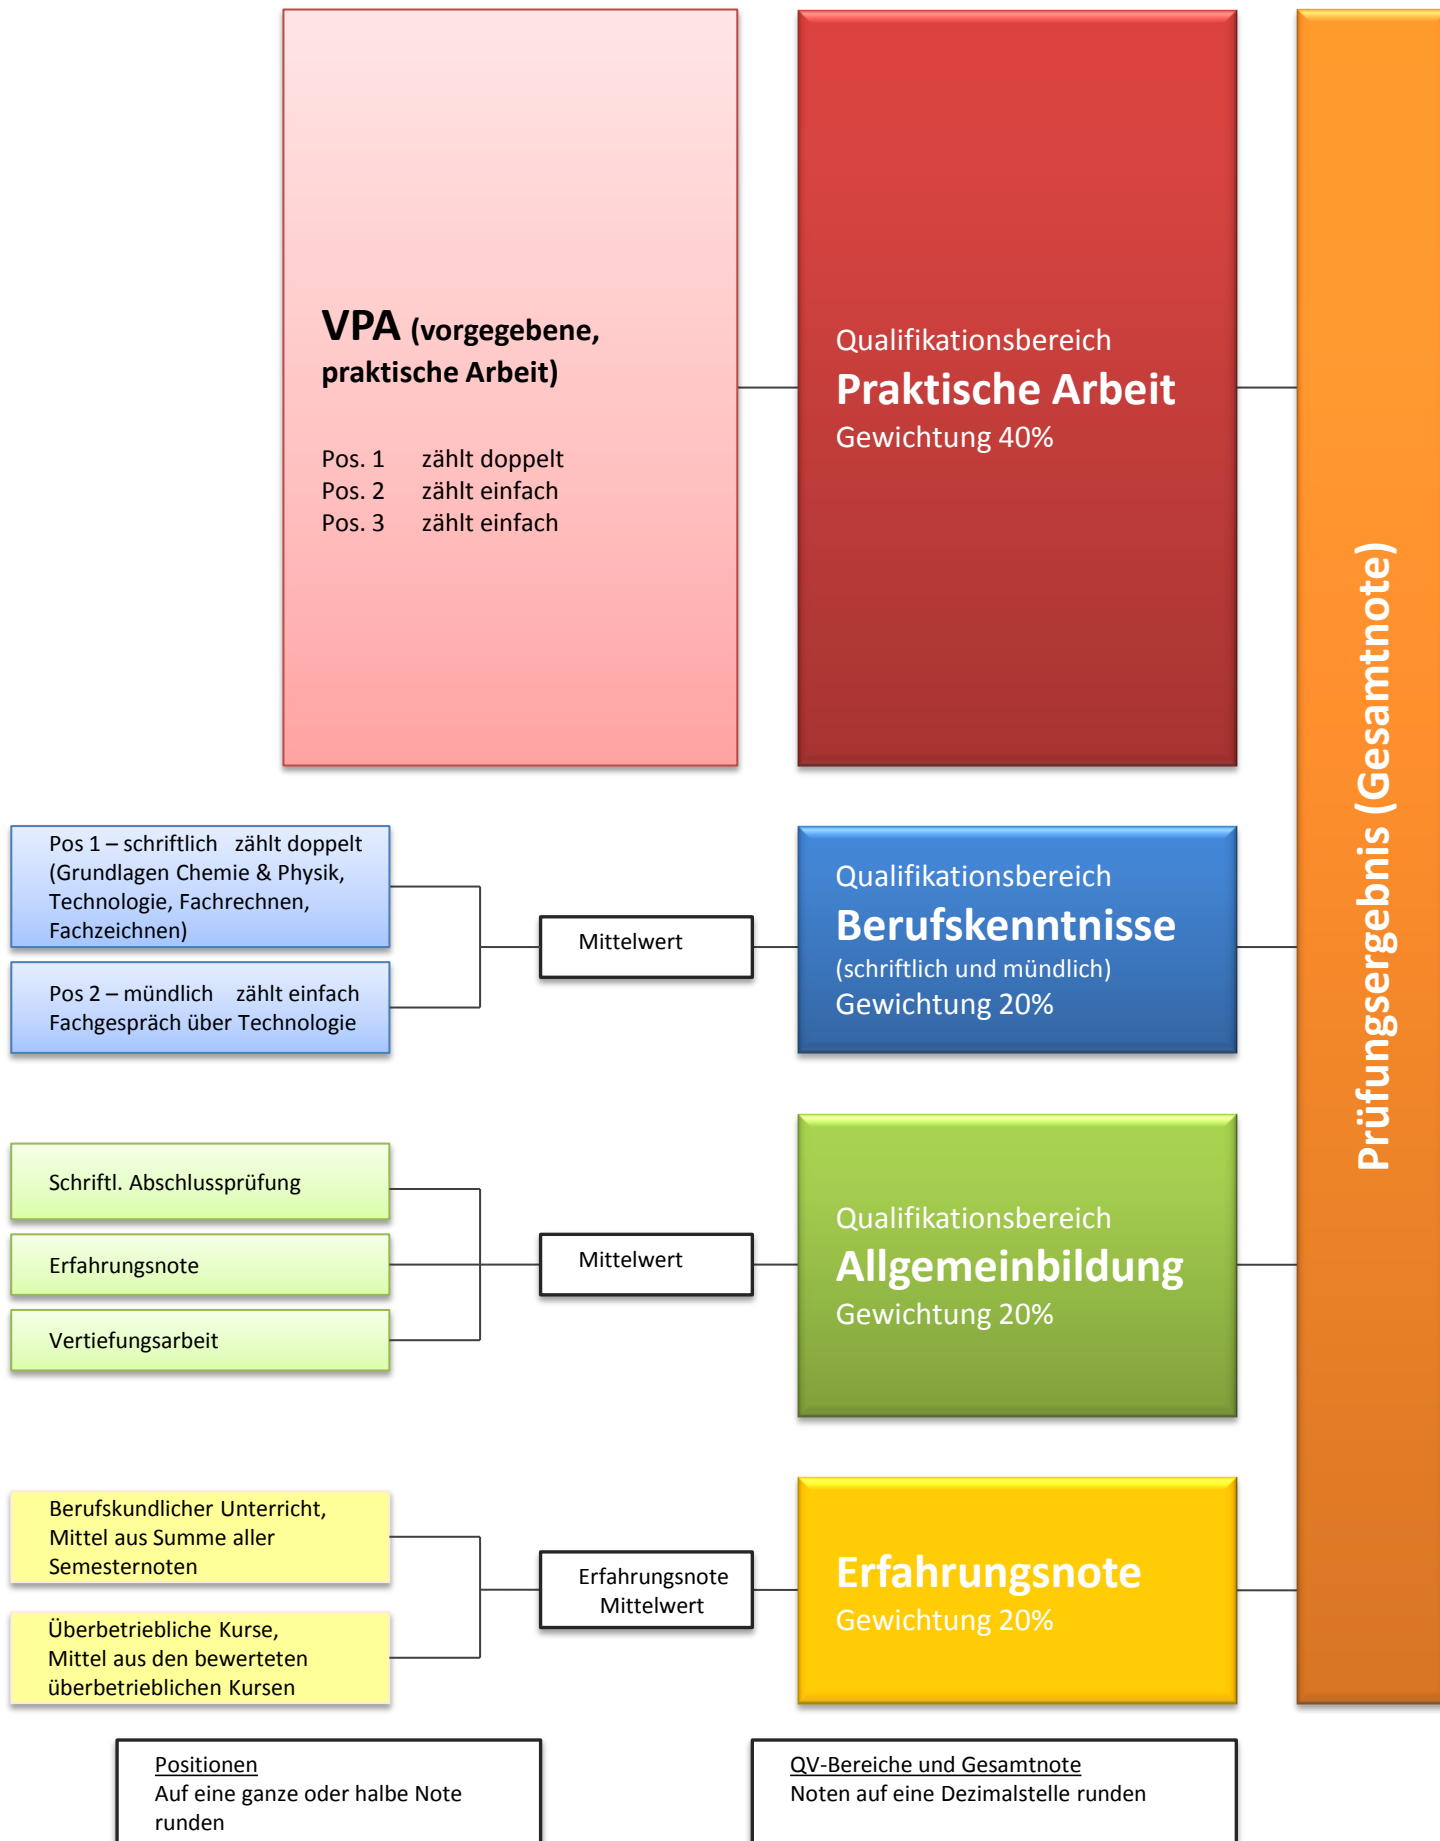 VPA (vorgegebene,
praktische Arbeit)
Pos. 1 zählt doppelt
Pos. 2 zählt einfach
Pos. 3 zählt einfach
Qualifikationsbereich
Praktische Arbeit
Gewichtung 40%
Prüfungsergebnis (Gesamtnote)
Pos 1 – schriftlich zählt doppelt
(Grundlagen Chemie & Physik,
Technologie, Fachrechnen,
Fachzeichnen)
Pos 2 – mündlich zählt einfach
Fachgespräch über Technologie
Mittelwert
Qualifikationsbereich
Berufskenntnisse
(schriftlich und mündlich)
Gewichtung 20%
Schriftl. Abschlussprüfung
Erfahrungsnote
Vertiefungsarbeit
Mittelwert
Qualifikationsbereich
Allgemeinbildung
Gewichtung 20%
Berufskundlicher Unterricht,
Mittel aus Summe aller
Semesternoten
Überbetriebliche Kurse,
Mittel aus den bewerteten
überbetrieblichen Kursen
Erfahrungsnote
Mittelwert
Erfahrungsnote
Gewichtung 20%
Positionen
Auf eine ganze oder halbe Note
runden
QV-Bereiche und Gesamtnote
Noten auf eine Dezimalstelle runden